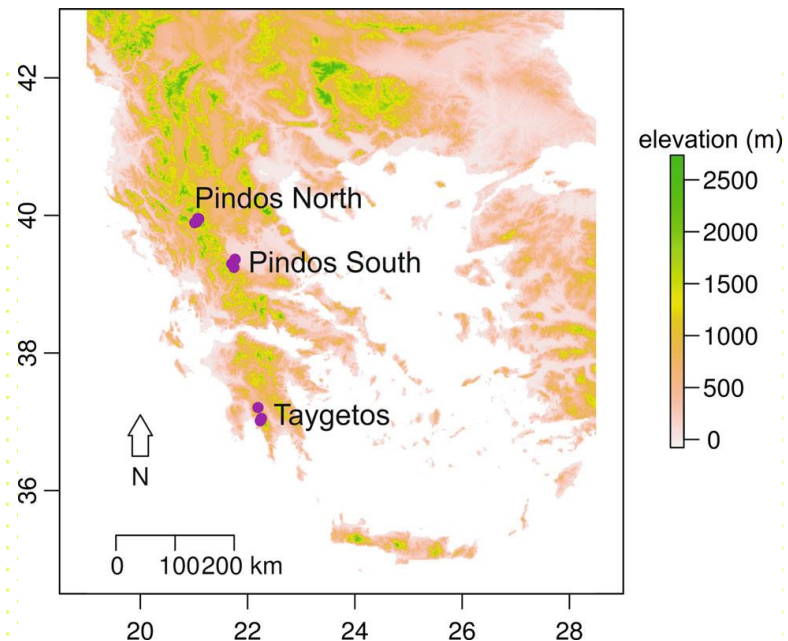 42
40
38
36
Pindos North
Pindos South
Taygetos
N
0 100 200 km
20 22 24 26 28
elevation (m)
2500
2000
1500
1000
500
0